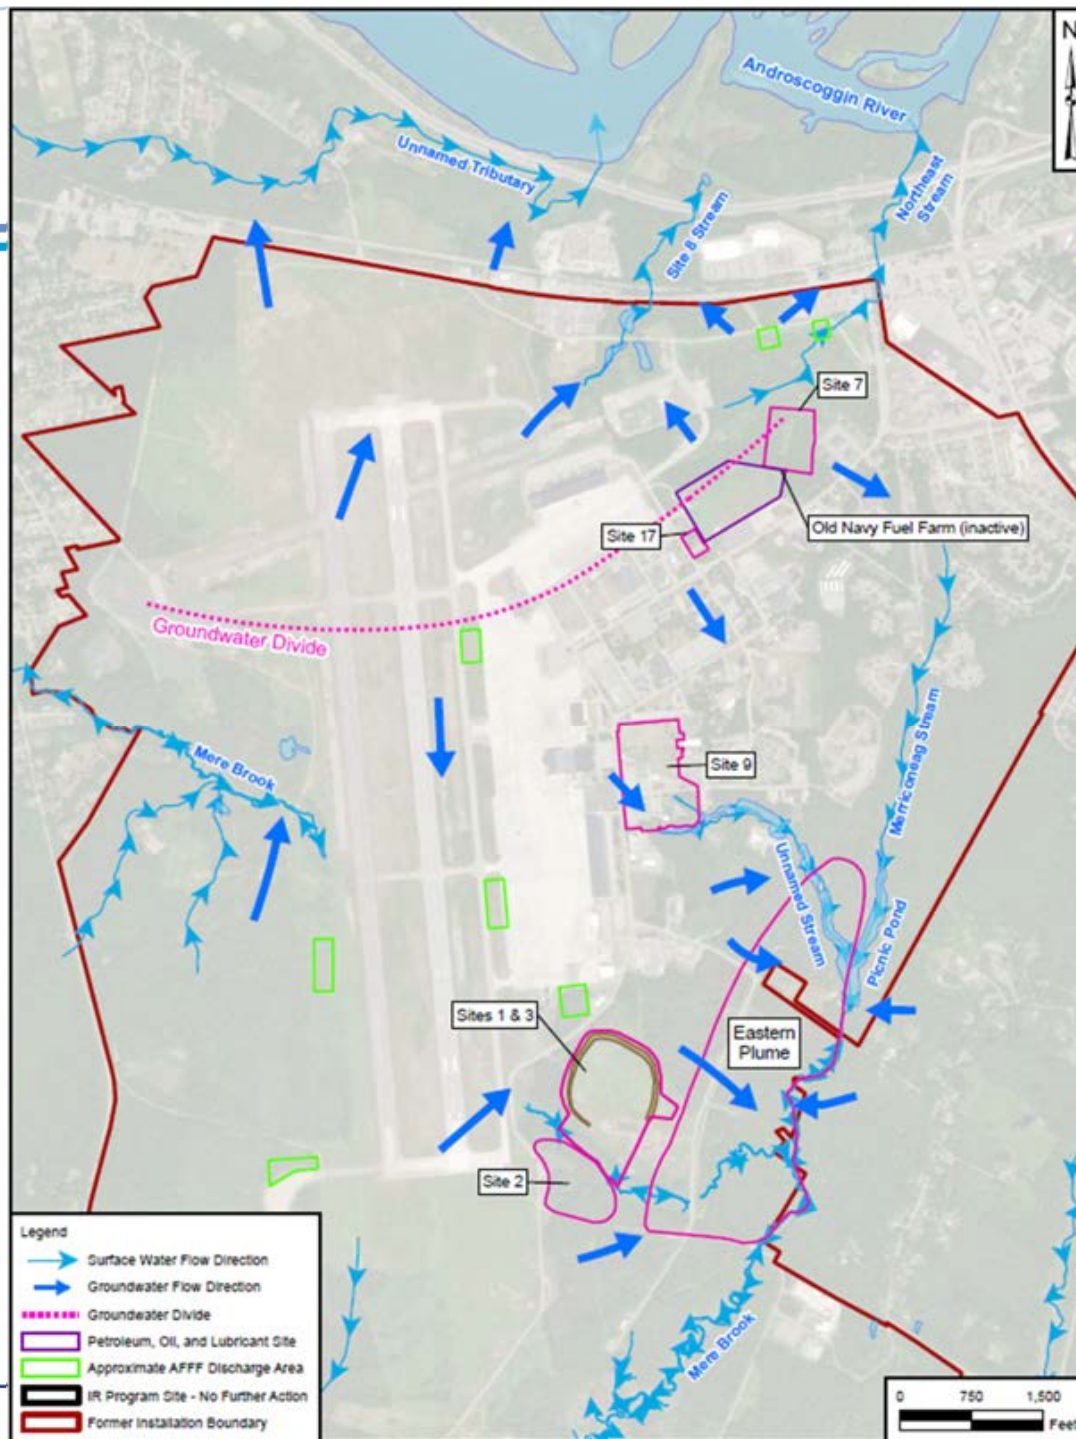 N
Androscoggin River
Unnamed Tributary
Northeast
Stream
Site 8 Stream
Site 7
Old Navy Fuel Farm (inactive)
Site 17
Groundwater Divide
Merriconeag Stream
Mere Brook
Site 9
Unnamed Stream
Picnic Pond
Sites 1 & 3
Eastern
Plume
Site 2
Mere Brook
Legend
Surface Water Flow Direction
Groundwater Flow Direction
Groundwater Divide
Petroleum, Oil, and Lubricant Site
Approximate AFFF Discharge Area
IR Program Site - No Further Action
Former Installation Boundary
0 750 1,500
Feet